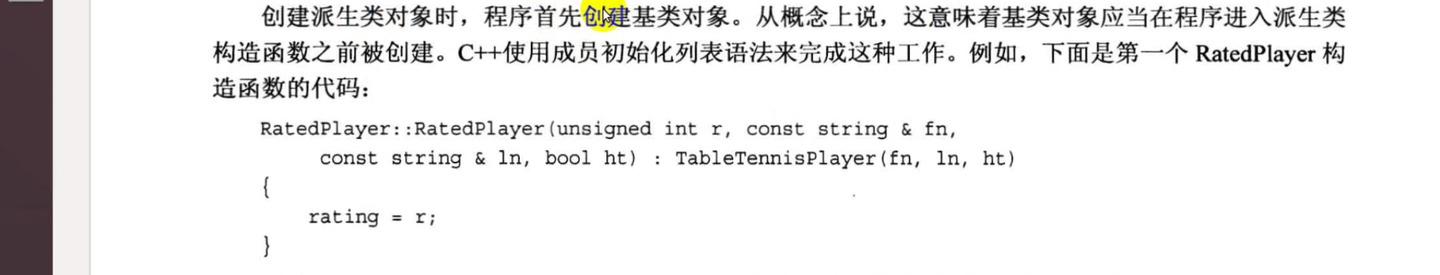 创建派生类对象时，程序首先创建基类对象。从概念上说，这意味着基类对象应当在程序进入派生类
构造函数之前被创建。C++使用成员初始化列表语法来完成这种工作。例如，下面是第一个 RatedPlayer 构
造函数的代码：
RatedPlayer::RatedPlayer(unsigned int r, const string & fn,
const string & ln, bool ht) : TableTennisPlayer(fn, ln, ht)
{
rating = r;
}